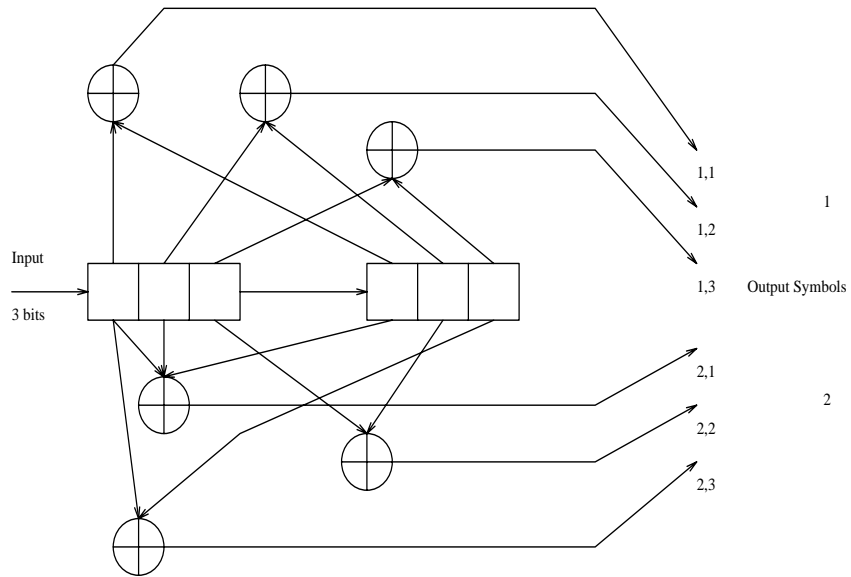 1,1
1
1,2
Input
1,3 Output Symbols
3 bits
2,1
2
2,2
2,3